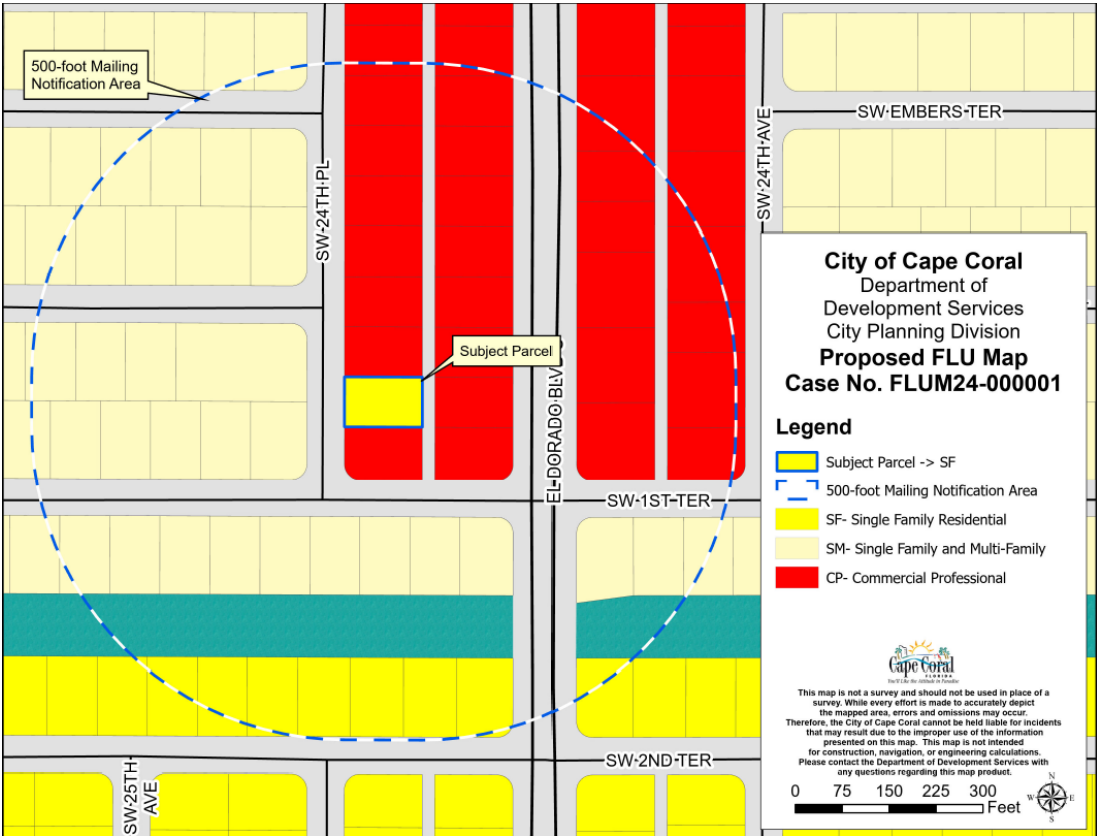 500-foot Mailing
Notification Area
SW EMBERS TER
SW 24TH AVE
SW 24TH PL
Subject Parcel
EL DORADO BLVD S
SW 1ST TER
SW 2ND TER
SW 25TH
AVE
City of Cape Coral
Department of
Development Services
City Planning Division
Proposed FLU Map
Case No. FLUM24-000001
Legend
Subject Parcel -> SF
500-foot Mailing Notification Area
SF- Single Family Residential
SM- Single Family and Multi-Family
CP- Commercial Professional
Cape Coral
FLORIDA
You'll Like the Attitude in Paradise
This map is not a survey and should not be used in place of a
survey. While every effort is made to accurately depict
the mapped area, errors and omissions may occur.
Therefore, the City of Cape Coral cannot be held liable for incidents
that may result due to the improper use of the information
presented on this map. This map is not intended
for construction, navigation, or engineering calculations.
Please contact the Department of Development Services with
any questions regarding this map product.
0 75 150 225 300
Feet
N
W E
S